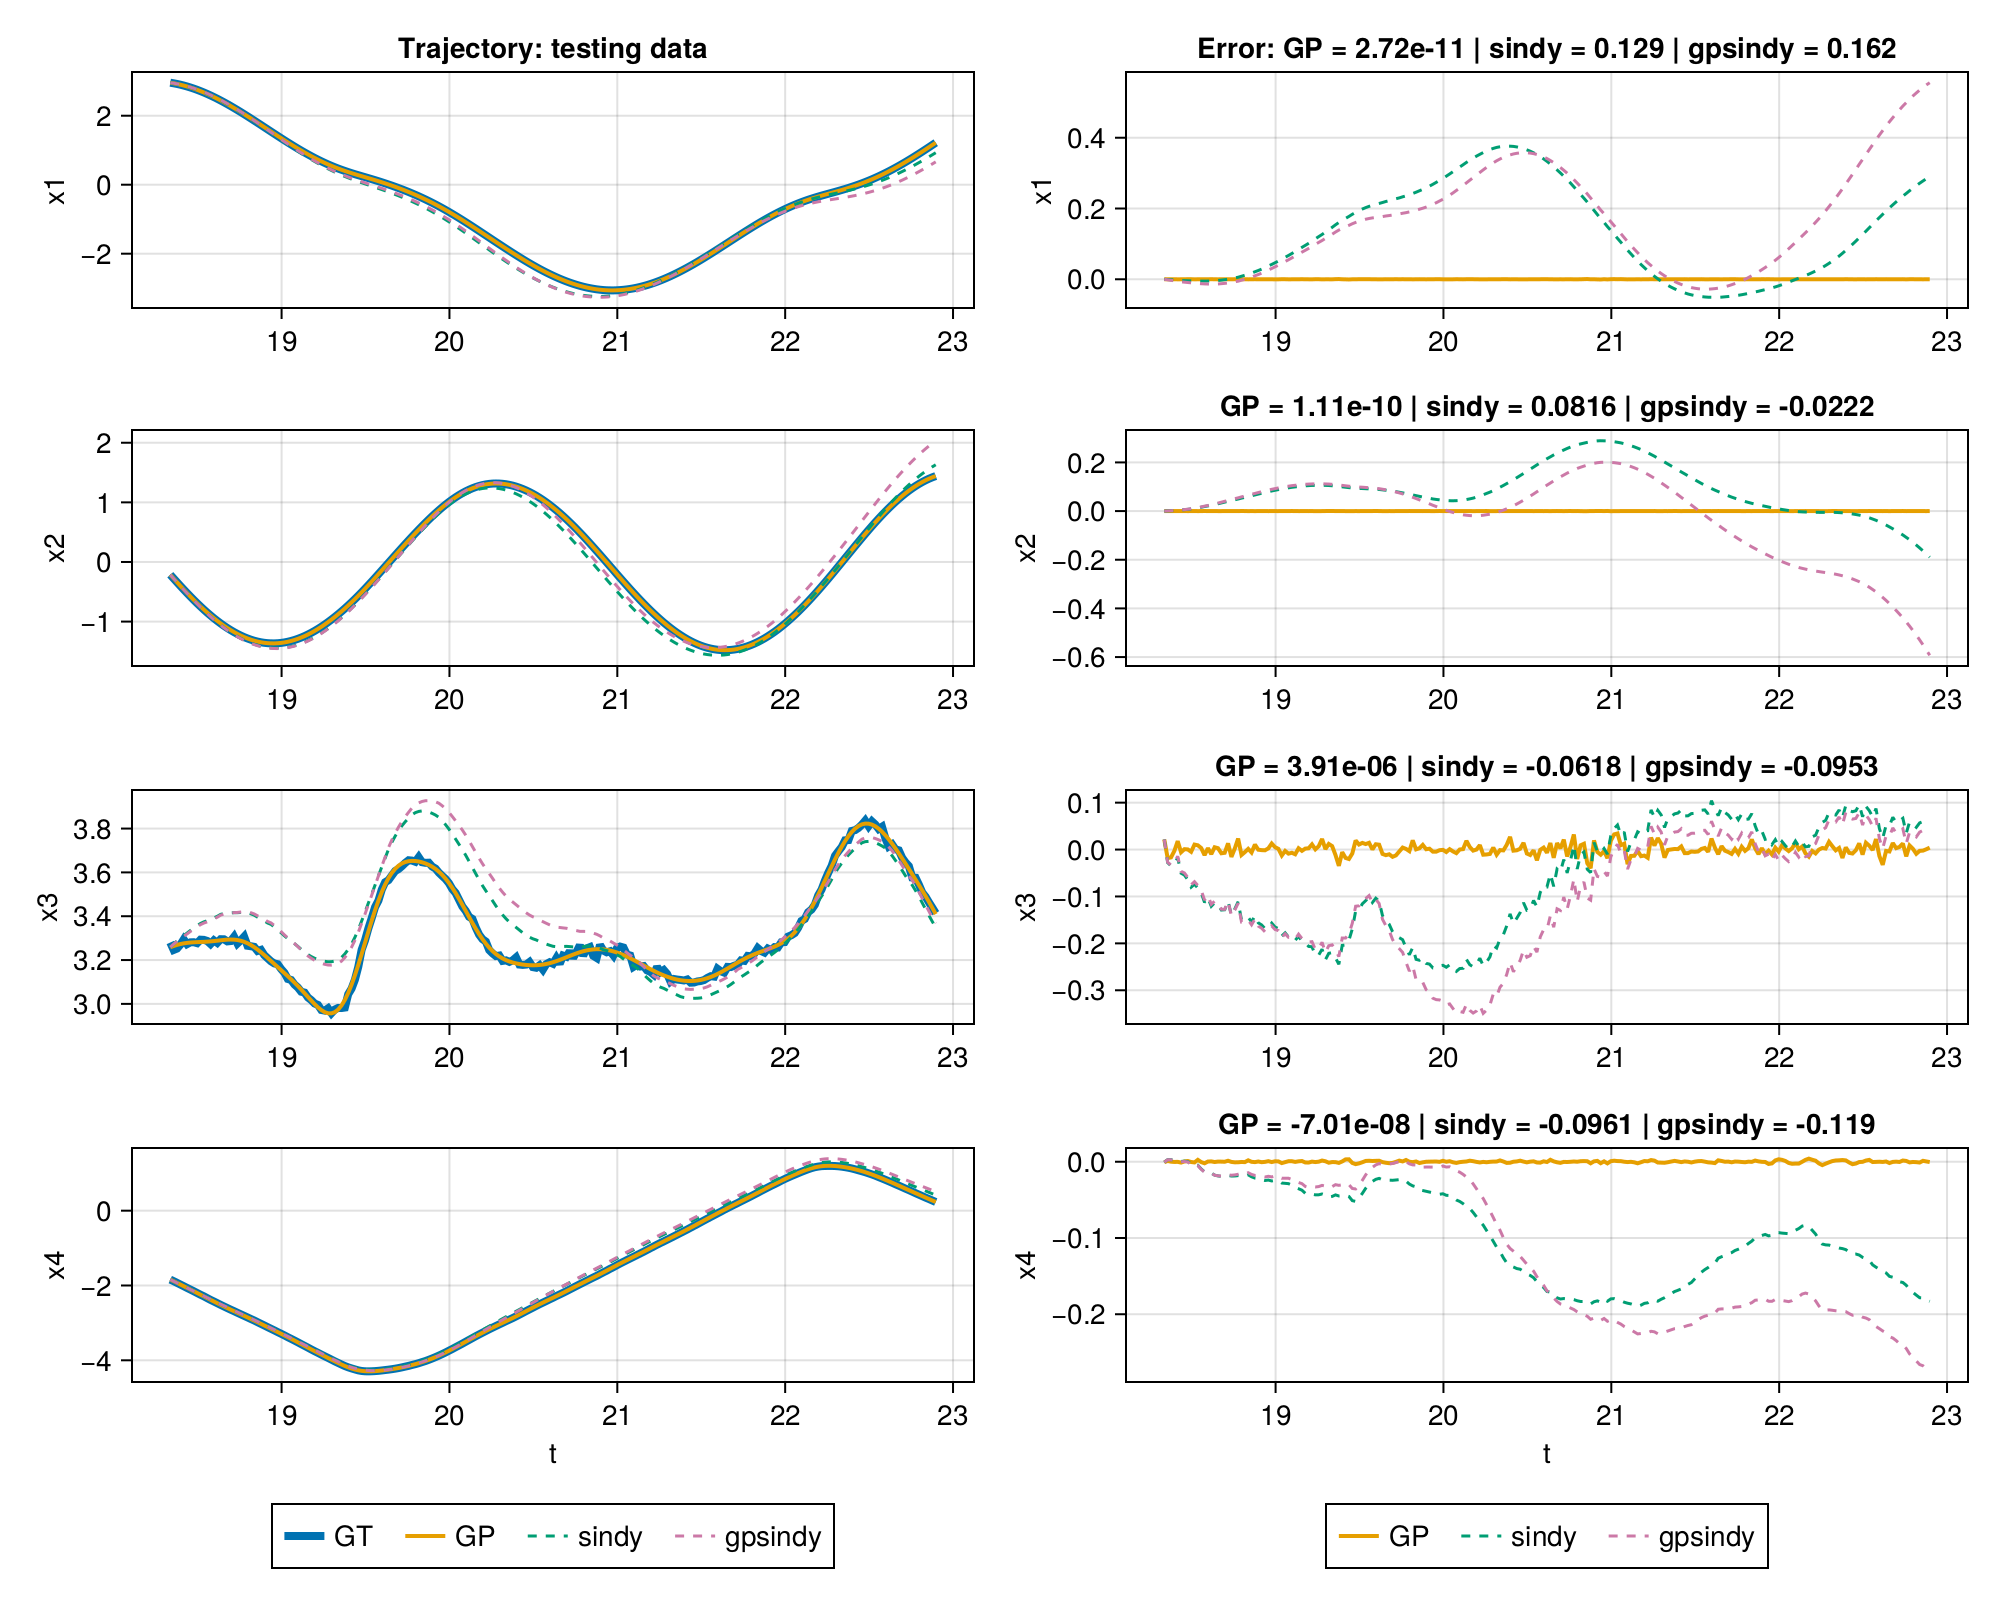 Trajectory: testing data
x1
2
0
−2
19 20 21 22 23
Error: GP = 2.72e-11 | sindy = 0.129 | gpsindy = 0.162
x1
0.4
0.2
0.0
19 20 21 22 23
x2
2
1
0
−1
19 20 21 22 23
GP = 1.11e-10 | sindy = 0.0816 | gpsindy = -0.0222
x2
0.2
0.0
−0.2
−0.4
−0.6
19 20 21 22 23
x3
3.8
3.6
3.4
3.2
3.0
19 20 21 22 23
GP = 3.91e-06 | sindy = -0.0618 | gpsindy = -0.0953
x3
0.1
0.0
−0.1
−0.2
−0.3
19 20 21 22 23
x4
0
−2
−4
19 20 21 22 23
t
GP = -7.01e-08 | sindy = -0.0961 | gpsindy = -0.119
x4
0.0
−0.1
−0.2
19 20 21 22 23
t
GT GP sindy gpsindy
GP sindy gpsindy